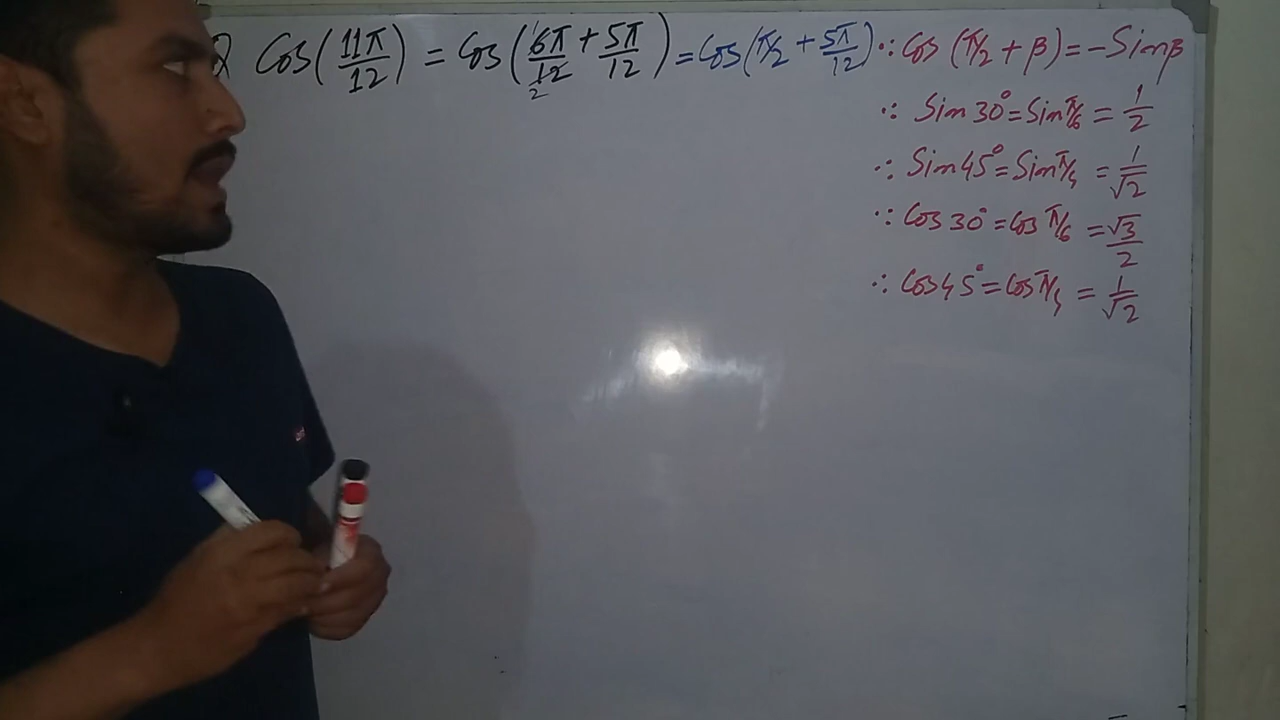 Q Cos(11π/12) = Cos(6π/12 + 5π/12) = Cos(π/2 + 5π/12) ∵ Cos(π/2 + β) = -Sinβ
1 2
∵ Sin 30° = Sin π/6 = 1/2
∵ Sin 45° = Sin π/4 = 1/√2
∵ Cos 30° = Cos π/6 = √3/2
∵ Cos 45° = Cos π/4 = 1/√2